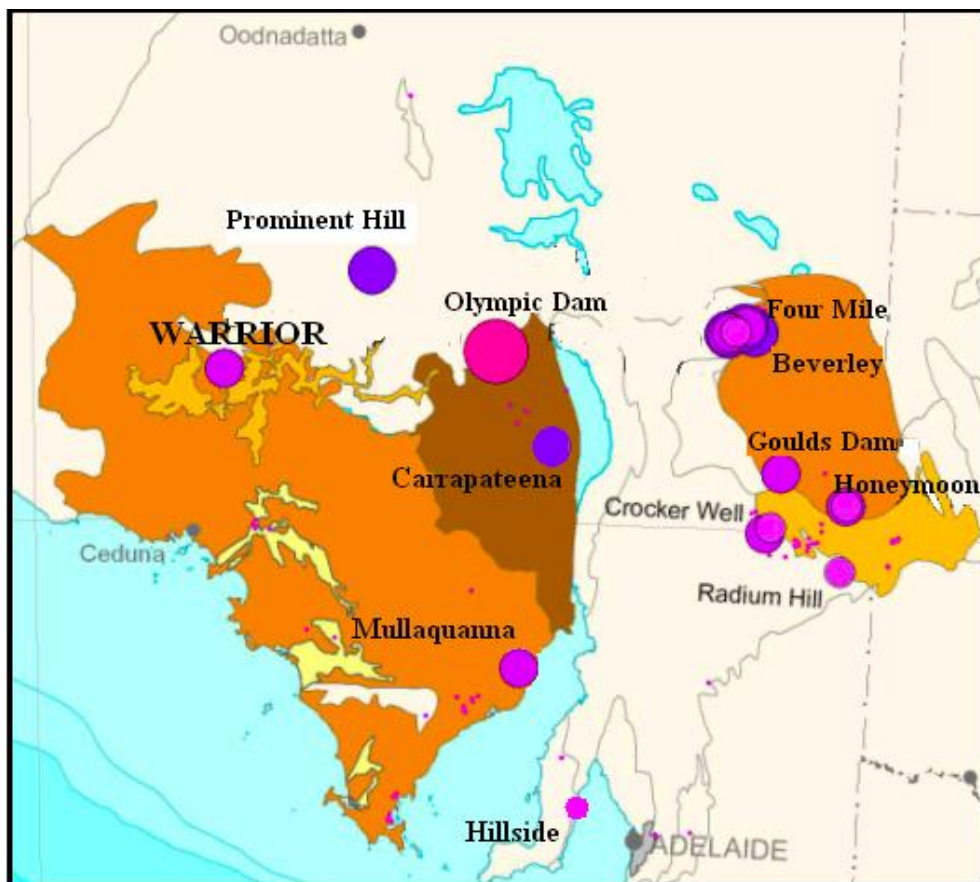 Oodnadatta
Prominent Hill
Olympic Dam
Four Mile
WARRIOR
Beverley
Goulds Dam
Carrapateena
Honeymoon
Crocker Well
Ceduna
Radium Hill
Mullaquanna
Hillside
ADELAIDE